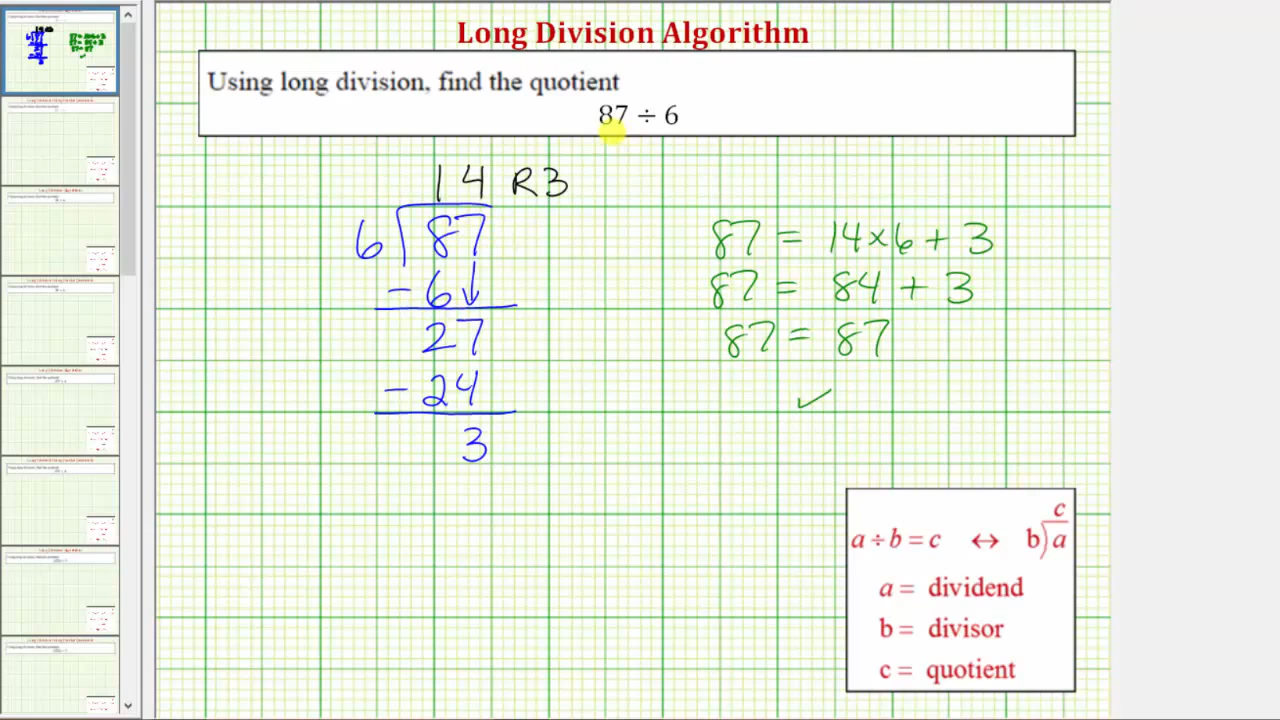 Long Division Algorithm
Using long division, find the quotient
87 ÷ 6
14 R3
6 87
- 6↓
27
- 24
3
87 = 14×6 + 3
87 = 84 + 3
87 = 87
✓
c
a ÷ b = c ↔ b)a
a = dividend
b = divisor
c = quotient